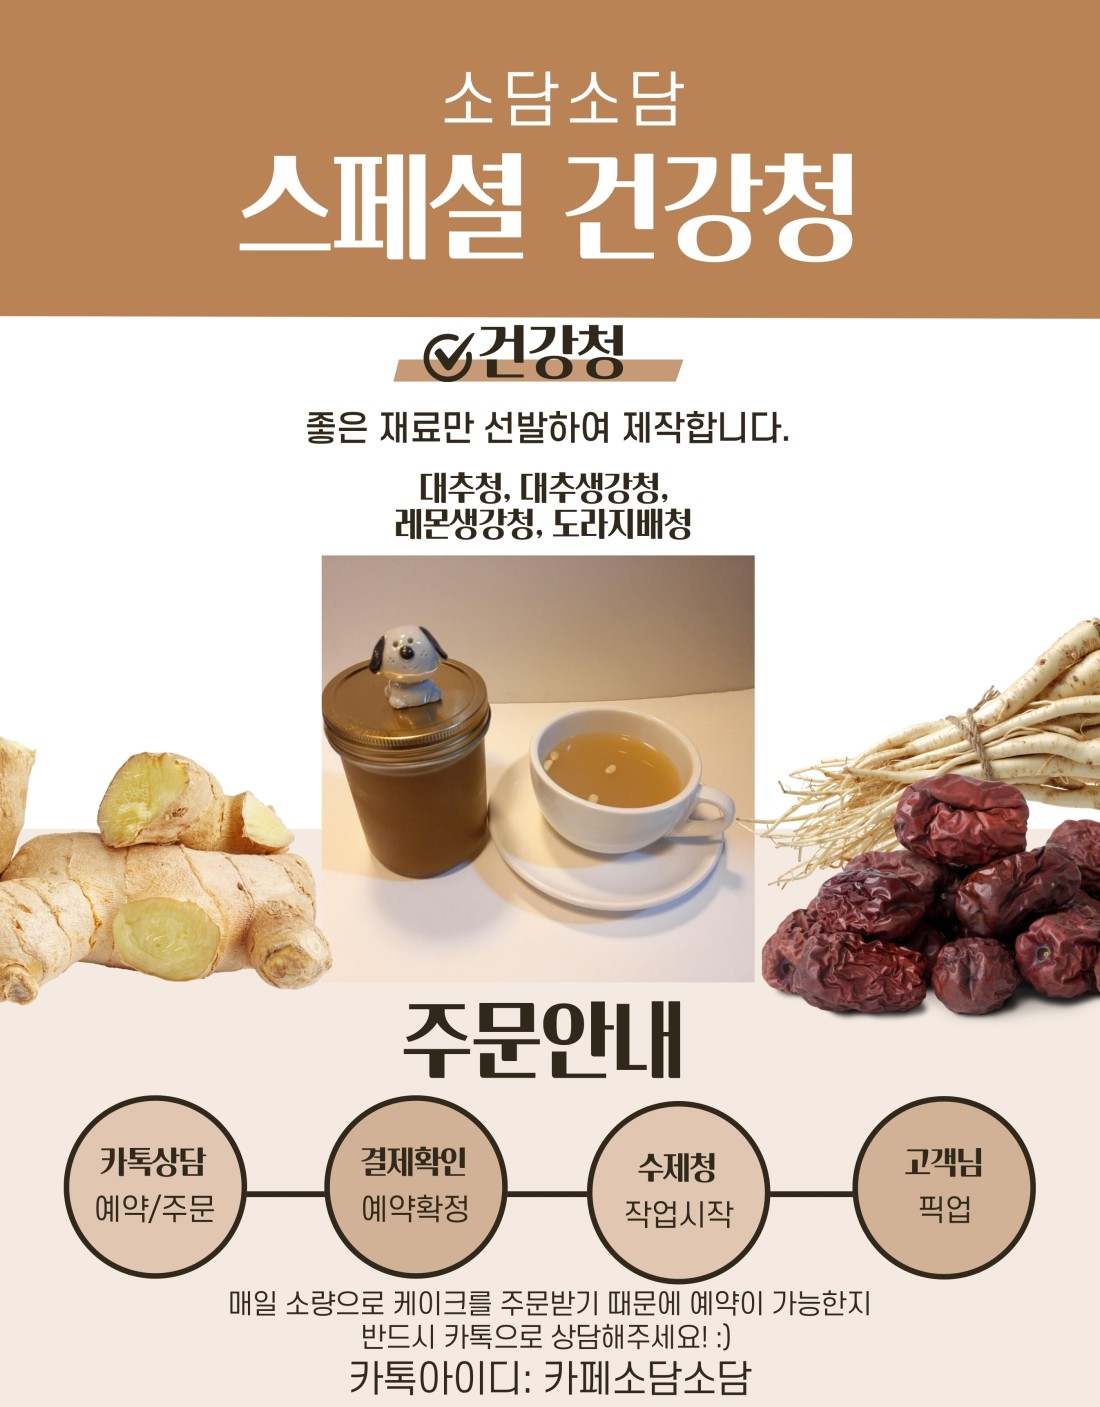 소담소담
스페셜 건강청
건강청
좋은 재료만 선발하여 제작합니다.
대추청, 대추생강청,
레몬생강청, 도라지배청
주문안내
카톡상담
예약/주문
결제확인
예약확정
수제청
작업시작
고객님
픽업
매일 소량으로 케이크를 주문받기 때문에 예약이 가능한지
반드시 카톡으로 상담해주세요! :)
카톡아이디: 카페소담소담